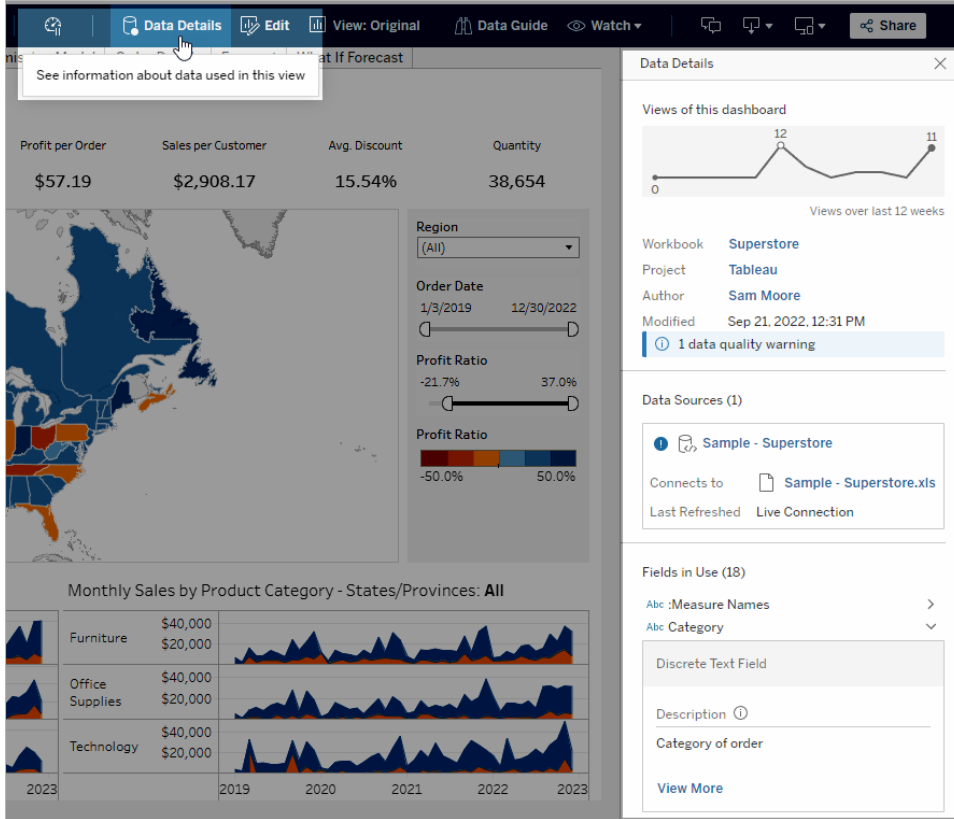 Data Details
Edit
View: Original
Data Guide
Watch
Share
What If Forecast
See information about data used in this view
Profit per Order
Sales per Customer
Avg. Discount
Quantity
$57.19
$2,908.17
15.54%
38,654
Region
(All)
Order Date
1/3/2019
12/30/2022
Profit Ratio
-21.7%
37.0%
Profit Ratio
-50.0%
50.0%
Monthly Sales by Product Category - States/Provinces: All
Furniture
$40,000
$20,000
Office
Supplies
$40,000
$20,000
Technology
$40,000
$20,000
2023
2019
2020
2021
2022
2023
Data Details
Views of this dashboard
12
11
0
Views over last 12 weeks
Workbook Superstore
Project Tableau
Author Sam Moore
Modified Sep 21, 2022, 12:31 PM
1 data quality warning
Data Sources (1)
Sample - Superstore
Connects to Sample - Superstore.xls
Last Refreshed Live Connection
Fields in Use (18)
Abc :Measure Names
Abc Category
Discrete Text Field
Description
Category of order
View More